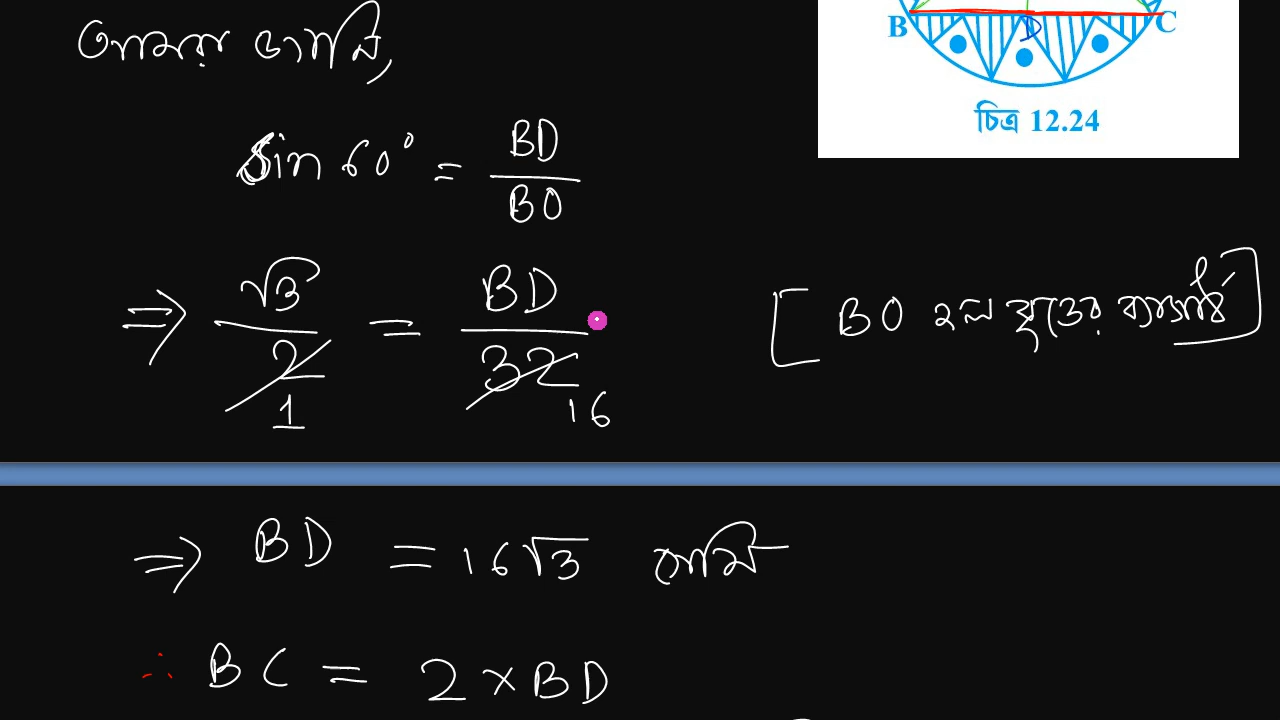 আমরা জানি,
B D C
চিত্র 12.24
Sin 60° = BD/BO
⇒ √3/2 = BD/32 [BO হল বৃত্তের ব্যাসার্ধ]
1 16
⇒ BD = 16√3 সেমি
∴ BC = 2 × BD